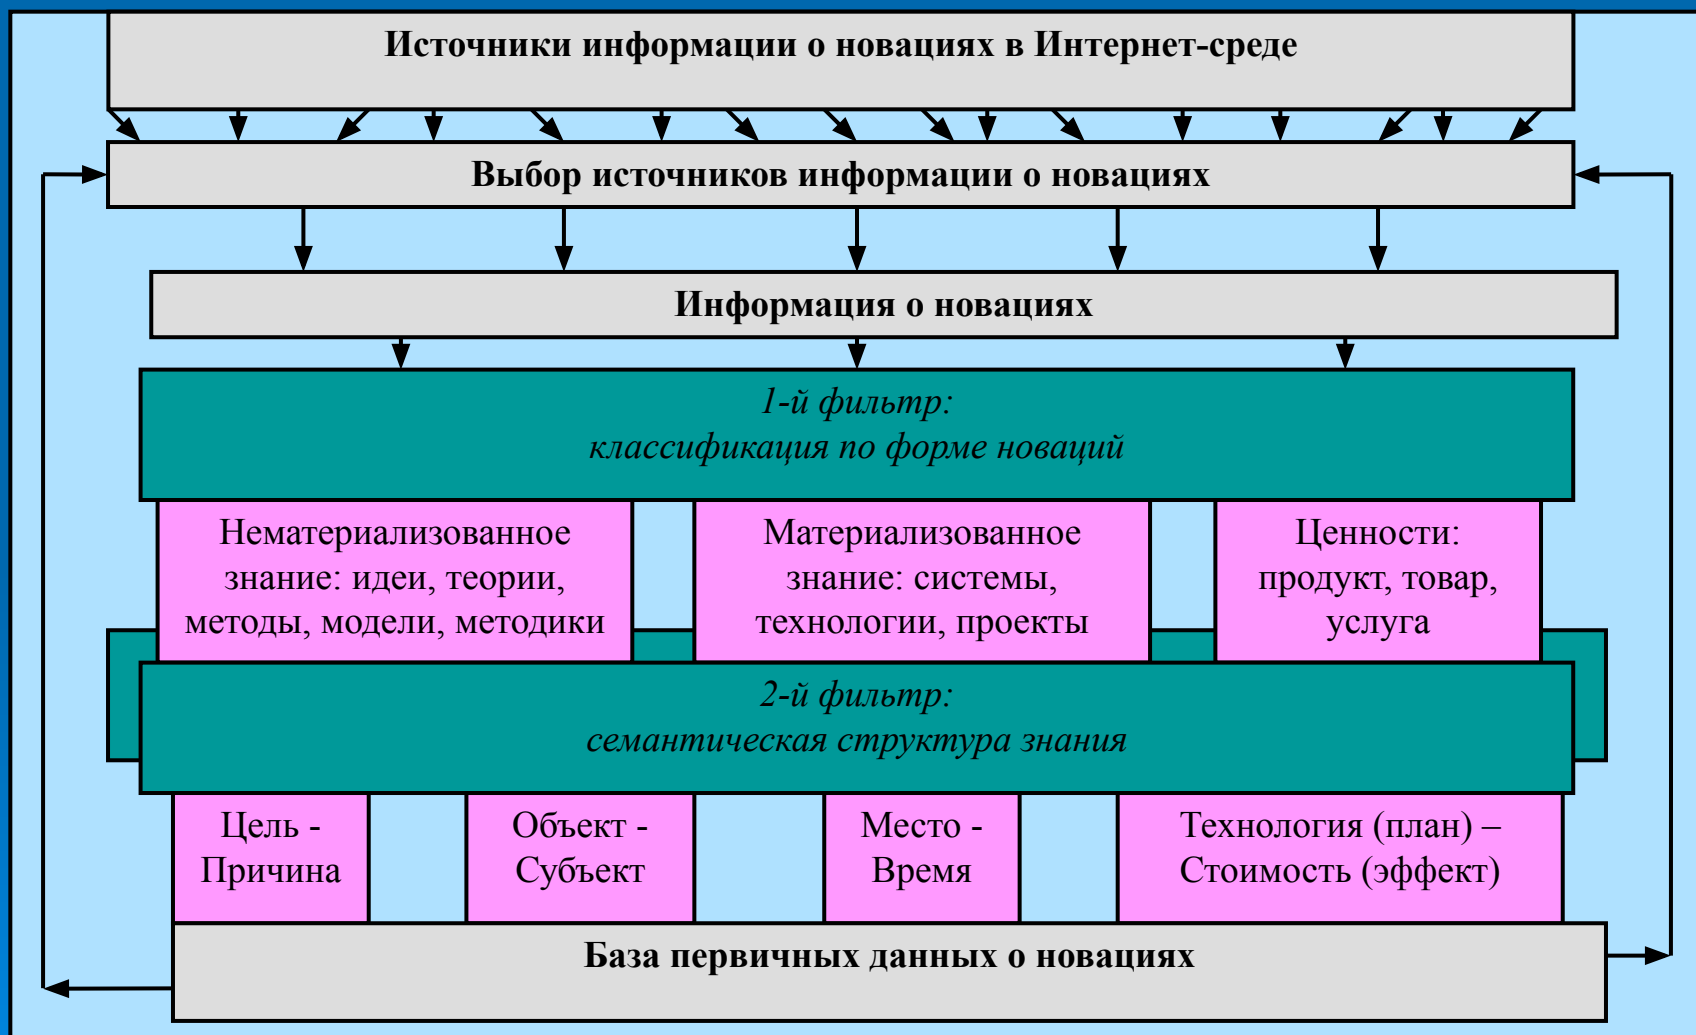 Источники информации о новациях в Интернет-среде
Выбор источников информации о новациях
Информация о новациях
1-й фильтр:
классификация по форме новаций
Нематериализованное
знание: идеи, теории,
методы, модели, методики
Материализованное
знание: системы,
технологии, проекты
Ценности:
продукт, товар,
услуга
2-й фильтр:
семантическая структура знания
Цель -
Причина
Объект -
Субъект
Место -
Время
Технология (план) –
Стоимость (эффект)
База первичных данных о новациях